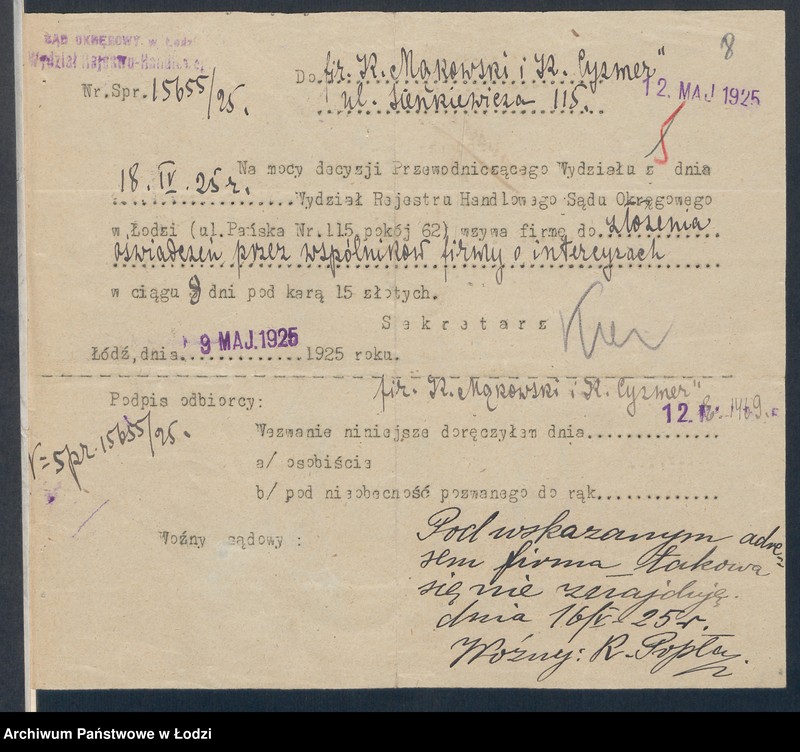 8
SĄD OKRĘGOWY w Łodzi
Wydział Rejestro-Handlowy
Nr.Spr. 15655/25.
Do fir. K. Mąkowski i K. Cyzmer"
ul. Sienkiewicza 115.
12. MAJ 1925
Na mocy decyzji Przewodniczącego Wydziału z dnia
18. IV. 25 r. Wydział Rejestru Handlowego Sądu Okręgowego
w Łodzi (ul. Pańska Nr. 115, pokój 62) wzywa firmę do złożenia
oświadczeń przez wspólników firmy o intercyzach
w ciągu dni pod karą 15 złotych.
Sekretarz
Łódź, dnia 9 MAJ. 1925 1925 roku.
fir. K. Mąkowski i K. Cyzmer"
Podpis odbiorcy:
12.
N=spr. 15655/25.
Wezwanie niniejsze doręczyłem dnia
a/ osobiście
b/ pod nieobecność pozwanego do rąk
Woźny sądowy :
Pod wskazanym adre-
sem firma takowa
się nie znajduję.
dnia 16/V-25 r.
Woźny: K.
Archiwum Państwowe w Łodzi